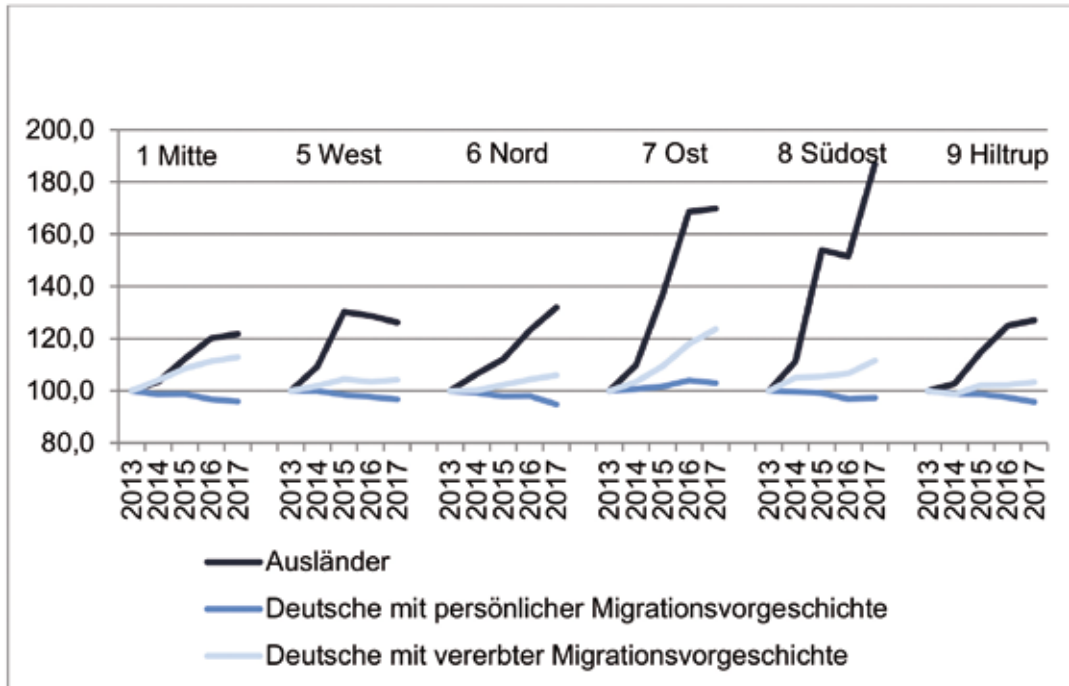 200,0
1 Mitte 5 West 6 Nord 7 Ost 8 Südost 9 Hiltrup
180,0
160,0
140,0
120,0
100,0
80,0
2013 2014 2015 2016 2017 2013 2014 2015 2016 2017 2013 2014 2015 2016 2017 2013 2014 2015 2016 2017 2013 2014 2015 2016 2017 2013 2014 2015 2016 2017
Ausländer
Deutsche mit persönlicher Migrationsvorgeschichte
Deutsche mit vererbter Migrationsvorgeschichte